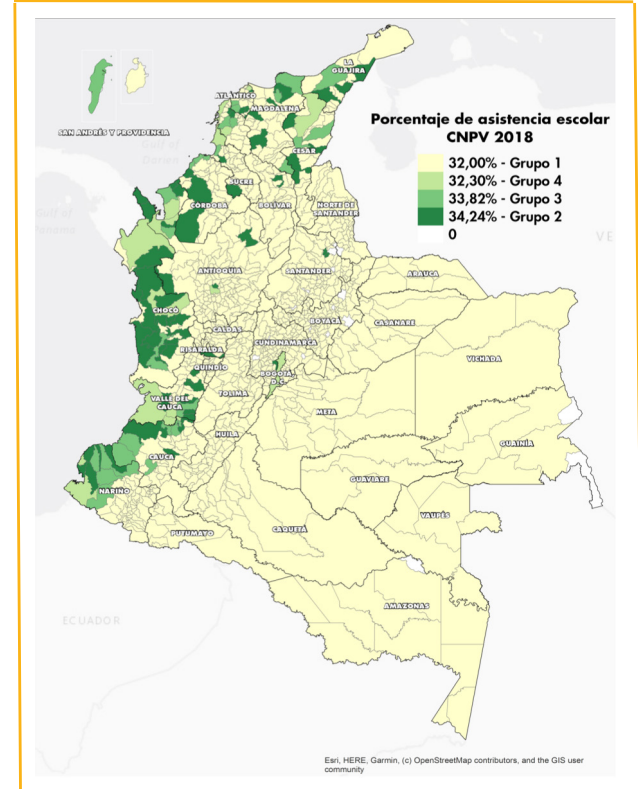 LA
GUAJIRA
ATLÁNTICO
MAGDALENA
SAN ANDRÉS Y PROVIDENCIA
Porcentaje de asistencia escolar
CNPV 2018
32,00% - Grupo 1
32,30% - Grupo 4
33,82% - Grupo 3
34,24% - Grupo 2
0
CESAR
SUCRE
CÓRDOBA
BOLÍVAR
NORTE DE
SANTANDER
Gulf of
VE
ANTIOQUIA
SANTANDER
ARAUCA
CHOCÓ
BOYACÁ
CASANARE
CALDAS
CUNDINAMARCA
RISARALDA
VICHADA
QUINDÍO
BOGOTÁ,
D.C.
TOLIMA
VALLE DEL
CAUCA
META
HUILA
GUAINÍA
CAUCA
GUAVIARE
NARIÑO
VAUPÉS
CAQUETÁ
PUTUMAYO
AMAZONAS
ECUADOR
Esri, HERE, Garmin, (c) OpenStreetMap contributors, and the GIS user
community